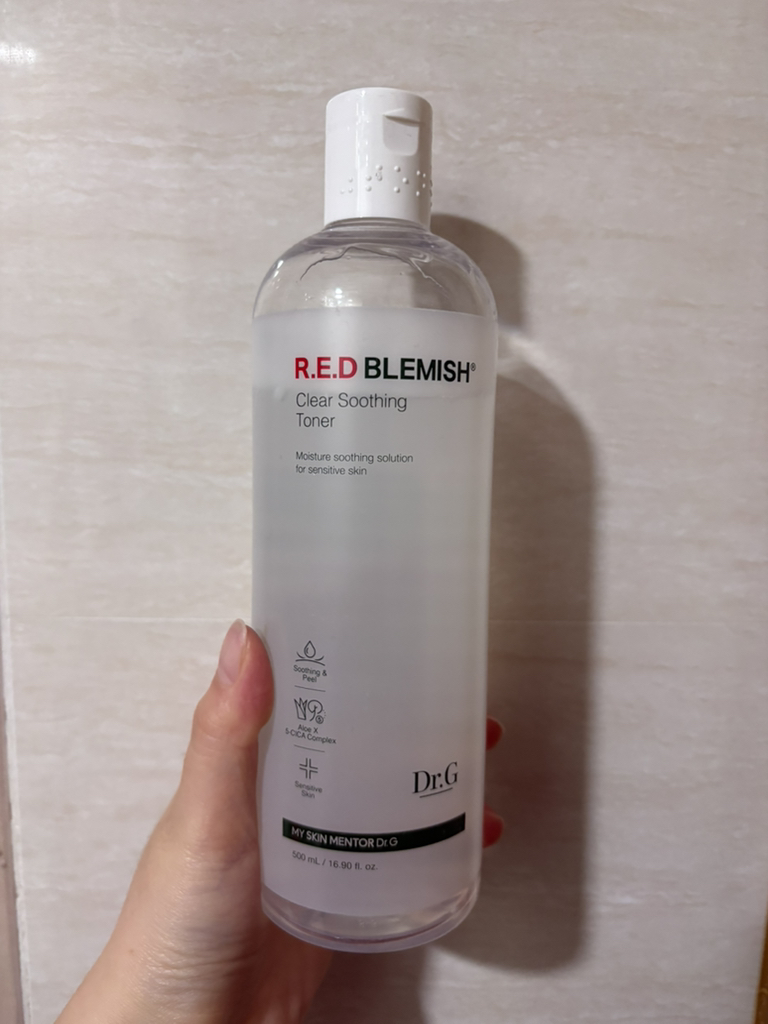 R.E.D BLEMISH®
Clear Soothing
Toner
Moisture soothing solution
for sensitive skin
Soothing &
Peel
Aloe X
5-CICA Complex
Sensitive
Skin
Dr.G
MY SKIN MENTOR Dr.G
500 mL / 16.90 fl. oz.